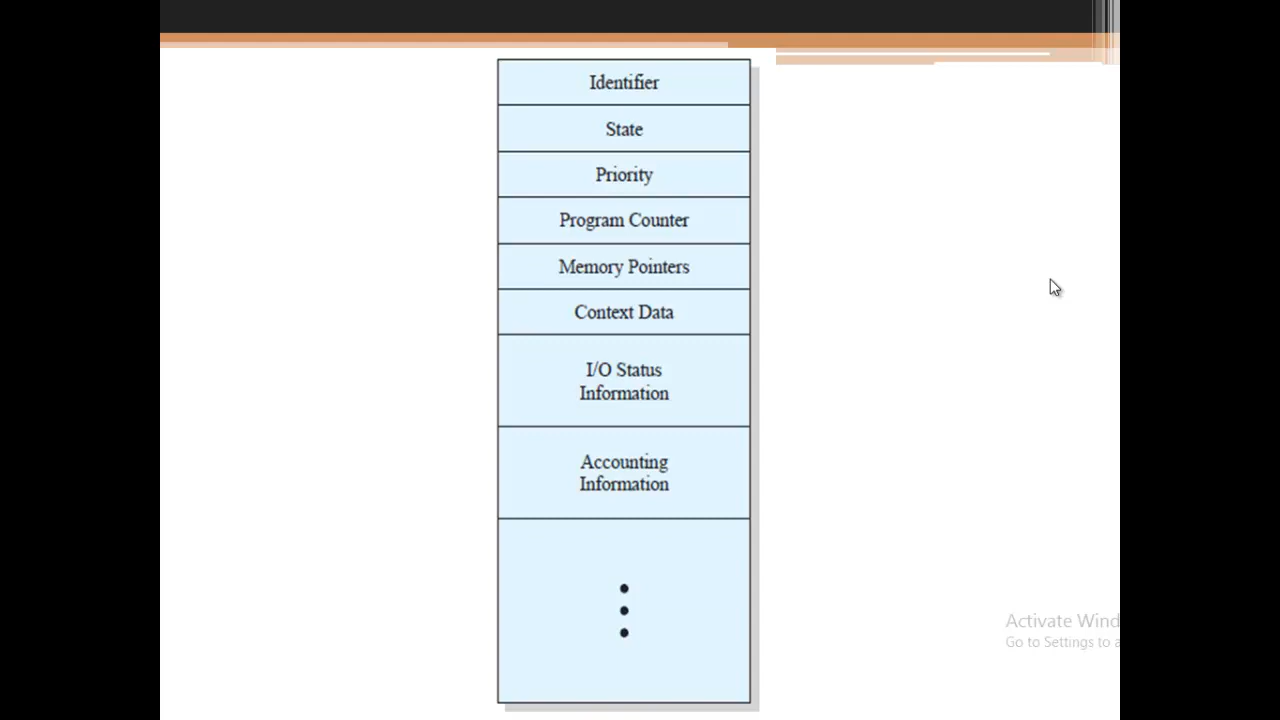 Identifier
State
Priority
Program Counter
Memory Pointers
Context Data
I/O Status
Information
Accounting
Information
Activate Wind
Go to Settings to a